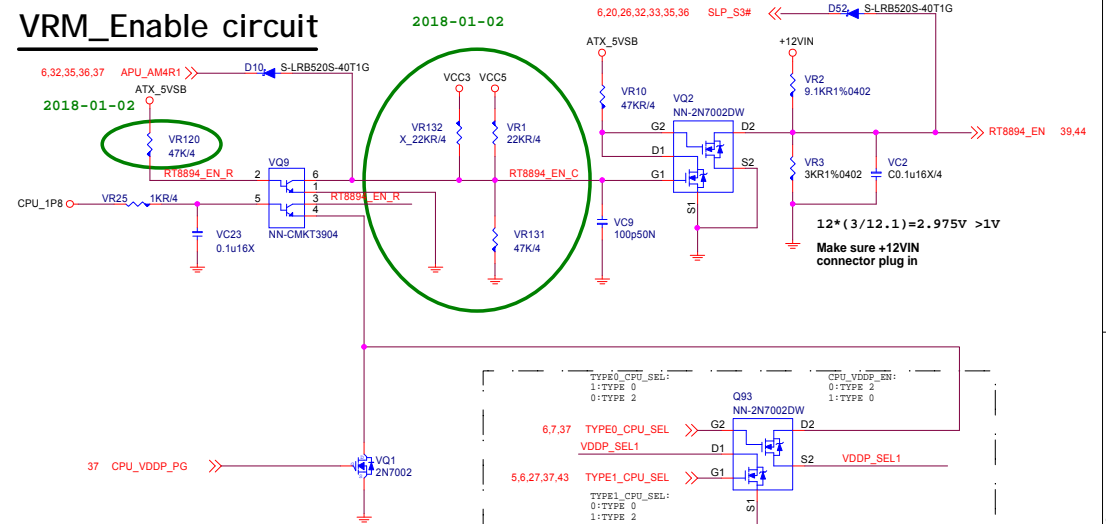 VRM_Enable circuit
2018-01-02
6,20,26,32,33,35,36 SLP_S3# D52 S-LRB520S-40T1G
6,32,35,36,37 APU_AM4R1 D10 S-LRB520S-40T1G
ATX_5VSB
2018-01-02
VR120
47K/4
VCC3 VCC5
VR132
X_22KR/4
VR1
22KR/4
ATX_5VSB
VR10
47KR/4
VQ2
NN-2N7002DW
+12VIN
VR2
9.1KR1%0402
G2 D2
D1
S2
G1
S1
RT8894_EN 39,44
RT8894_EN_R 2
VQ9
6
1
3 RT8894_EN_R
4
5
CPU_1P8 VR25 1KR/4
VC23
0.1u16X
NN-CMKT3904
RT8894_EN_C
VR131
47K/4
VC9
100p50N
VR3
3KR1%0402
VC2
C0.1u16X/4
12*(3/12.1)=2.975V >1V
Make sure +12VIN
connector plug in
TYPE0_CPU_SEL:
1:TYPE 0
0:TYPE 2
CPU_VDDP_EN:
0:TYPE 2
1:TYPE 0
Q93
NN-2N7002DW
6,7,37 TYPE0_CPU_SEL G2 D2
VDDP_SEL1 D1
S2 VDDP_SEL1
5,6,27,37,43 TYPE1_CPU_SEL G1
S1
TYPE1_CPU_SEL:
0:TYPE 0
1:TYPE 2
37 CPU_VDDP_PG
VQ1
2N7002